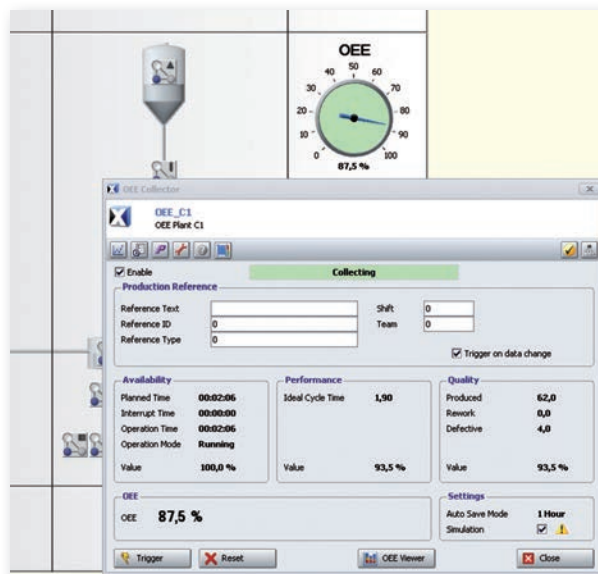 OEE
50
40 60
30 70
20 80
10 90
0 100
87,5 %
OEE Collector
OEE_C1
OEE Plant C1
Enable Collecting
Production Reference
Reference Text Shift 0
Reference ID 0 Team 0
Reference Type 0
Trigger on data change
Availability Performance Quality
Planned Time 00:02:06 Ideal Cycle Time 1,90 Produced 62,0
Interrupt Time 00:00:00 Rework 0,0
Operation Time 00:02:06 Defective 4,0
Operation Mode Running
Value 100,0 % Value 93,5 % Value 93,5 %
OEE Settings
OEE 87,5 % Auto Save Mode 1 Hour
Simulation
Trigger Reset OEE Viewer Close